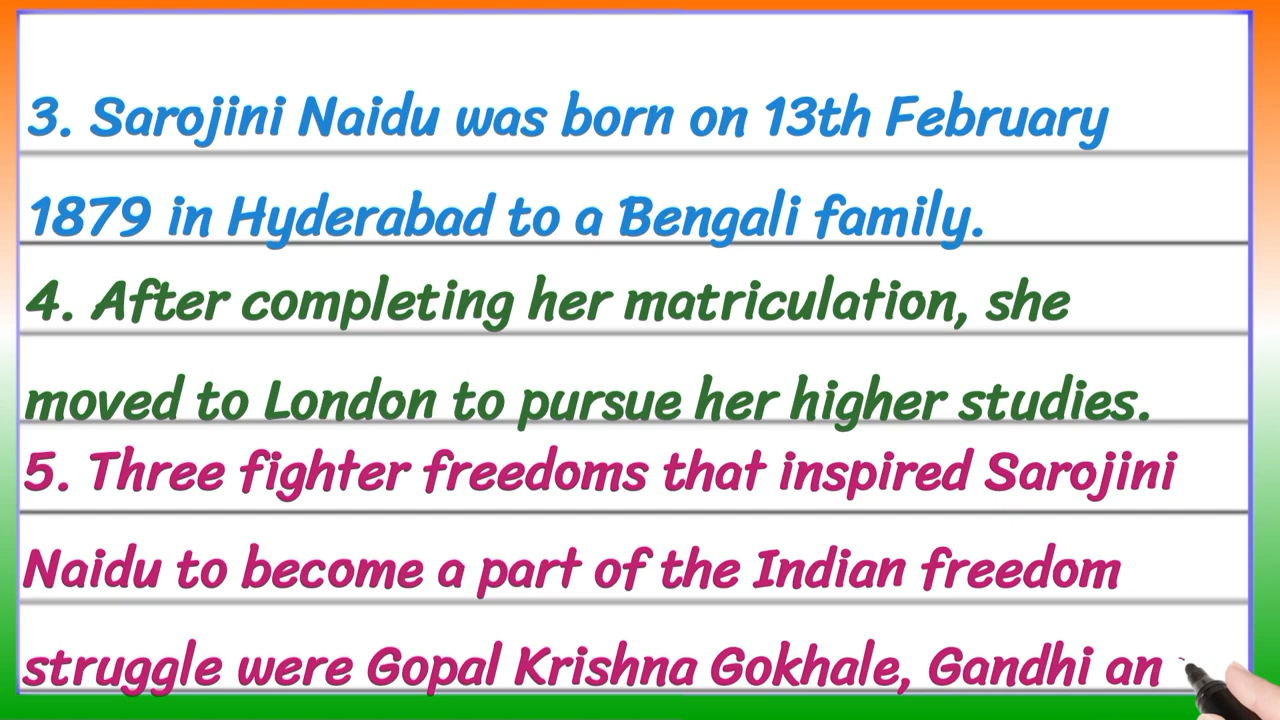 3. Sarojini Naidu was born on 13th February
1879 in Hyderabad to a Bengali family.
4. After completing her matriculation, she
moved to London to pursue her higher studies.
5. Three fighter freedoms that inspired Sarojini
Naidu to become a part of the Indian freedom
struggle were Gopal Krishna Gokhale, Gandhi an